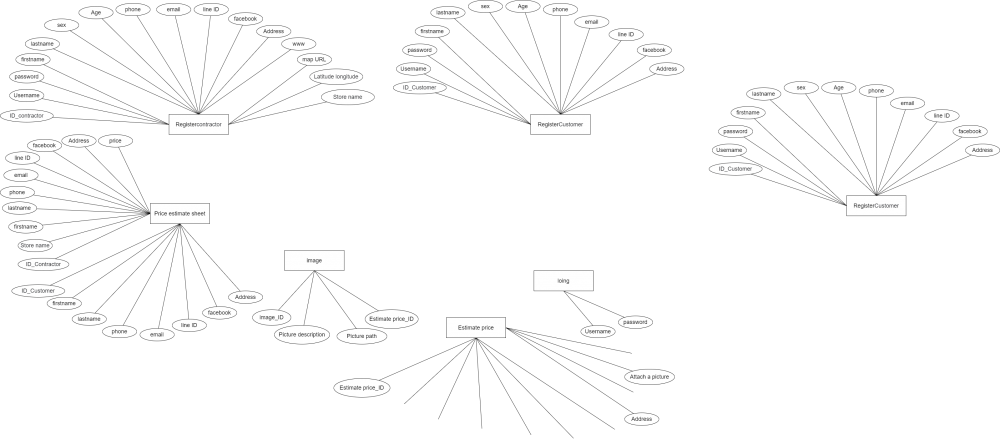 ID_contractor
Username
password
firstname
lastname
sex
Age
phone
email
line ID
facebook
Address
www
map URL
Latitude longitude
Store name
Registercontractor
ID_Customer
Username
password
firstname
lastname
sex
Age
phone
email
line ID
facebook
Address
RegisterCustomer
ID_Customer
Username
password
firstname
lastname
sex
Age
phone
email
line ID
facebook
Address
RegisterCustomer
price
Address
facebook
line ID
email
phone
lastname
firstname
Store name
ID_Contractor
Price estimate sheet
ID_Customer
firstname
lastname
phone
email
line ID
facebook
Address
image
image_ID
Picture description
Picture path
Estimate price_ID
loing
Username
password
Estimate price
Estimate price_ID
Attach a picture
Address